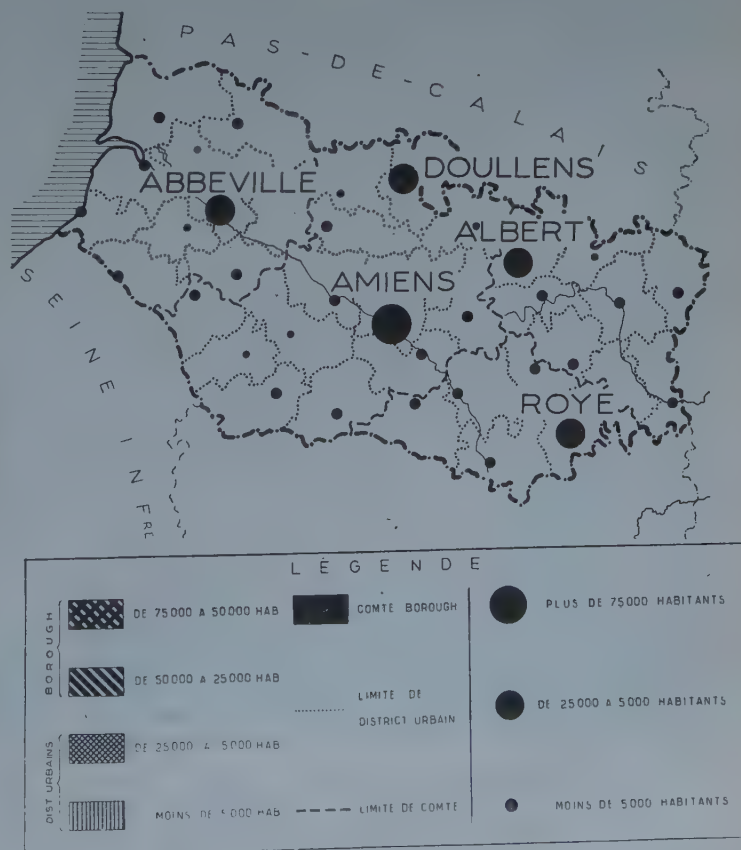 PAS-DE-CALAIS
DOULLENS
ABBEVILLE
ALBERT
AMIENS
ROYE
SEINE INFRE
LÉGENDE
BOROUGH
DE 75000 A 50000 HAB
DE 50000 A 25000 HAB
DIST URBAINS
DE 25000 A 5000 HAB
MOINS DE 5000 HAB
COMTÉ BOROUGH
LIMITE DE
DISTRICT URBAIN
LIMITE DE COMTE
PLUS DE 75000 HABITANTS
DE 25000 A 5000 HABITANTS
MOINS DE 5000 HABITANTS